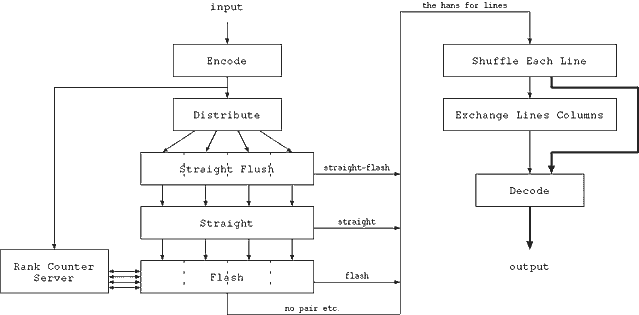 input
the hans for lines
Encode
Shuffle Each Line
Distribute
Exchange Lines Columns
Straight Flush
straight-flash
Decode
Straight
straight
Rank Counter
Server
Flash
flash
output
no pair etc.